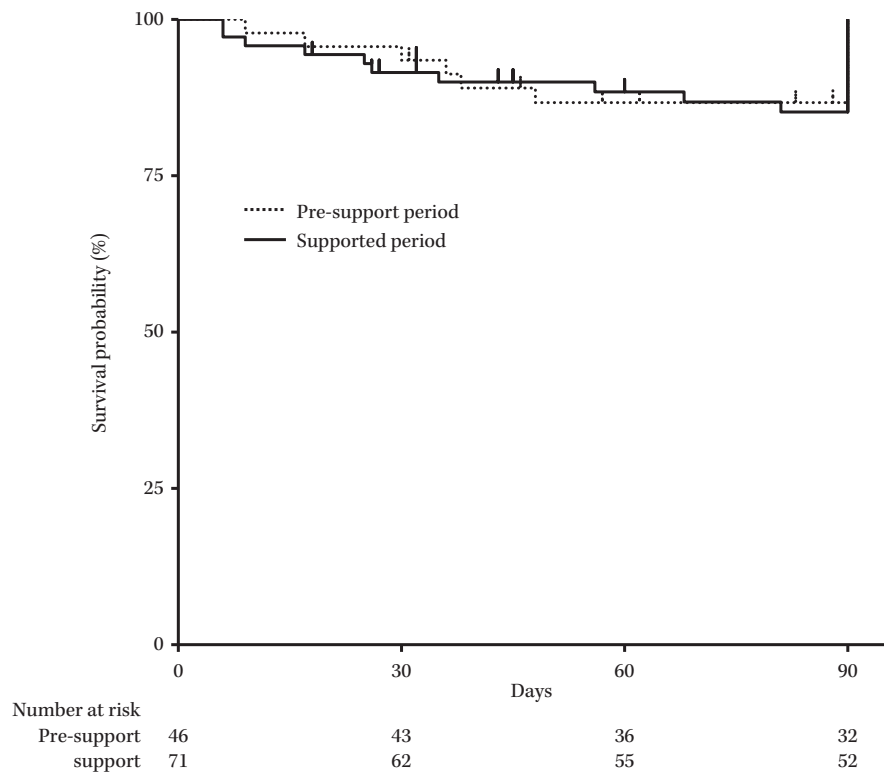 100
75
50
25
0
Survival probability (%)
Pre-support period
Supported period
0 30 60 90
Days
Number at risk
Pre-support 46 43 36 32
support 71 62 55 52